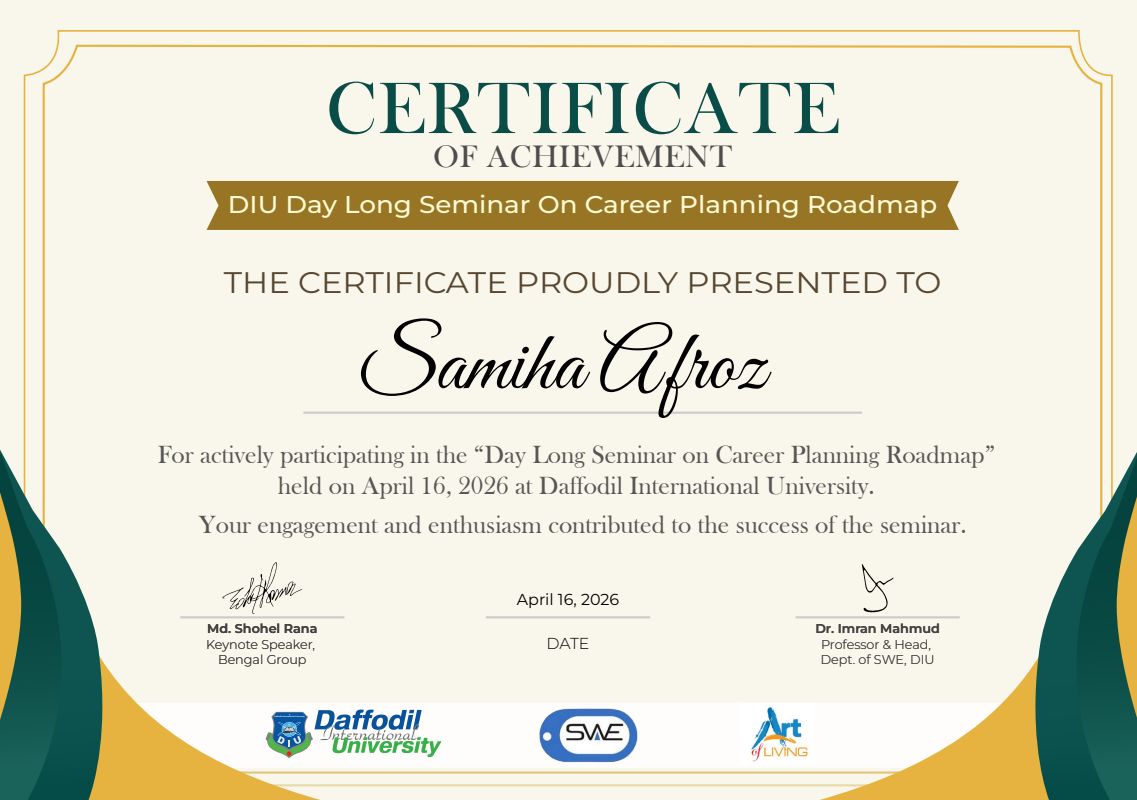 CERTIFICATE
OF ACHIEVEMENT
DIU Day Long Seminar On Career Planning Roadmap
THE CERTIFICATE PROUDLY PRESENTED TO
Samiha Afroz
For actively participating in the “Day Long Seminar on Career Planning Roadmap”
held on April 16, 2026 at Daffodil International University.
Your engagement and enthusiasm contributed to the success of the seminar.
Md. Shohel Rana
Keynote Speaker,
Bengal Group
April 16, 2026
DATE
Dr. Imran Mahmud
Professor & Head,
Dept. of SWE, DIU
DIU
Daffodil
International
University
SWE
Art
of LIVING